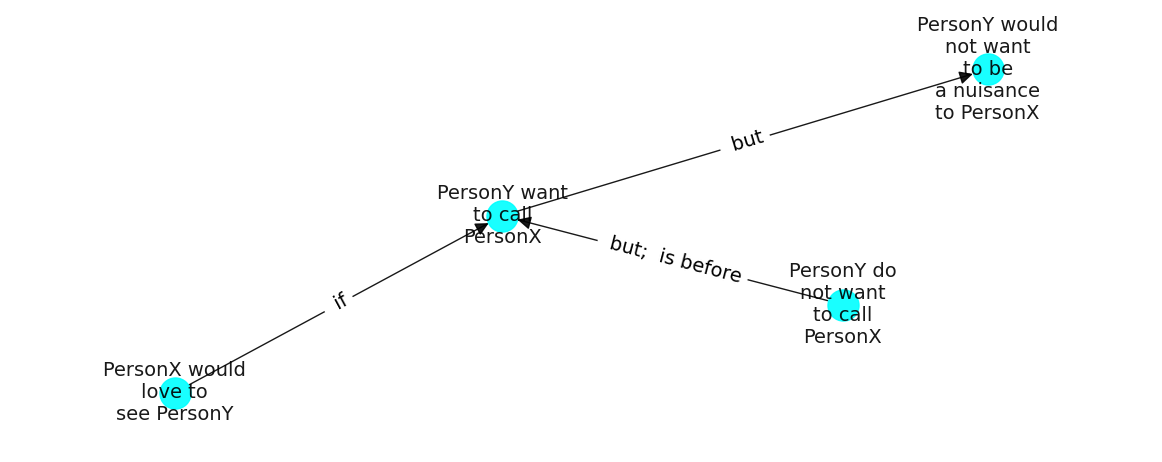 PersonY would
not want
to be
a nuisance
to PersonX
but
PersonY want
to call
PersonX
but;  is before
PersonY do
not want
to call
PersonX
if
PersonX would
love to
see PersonY